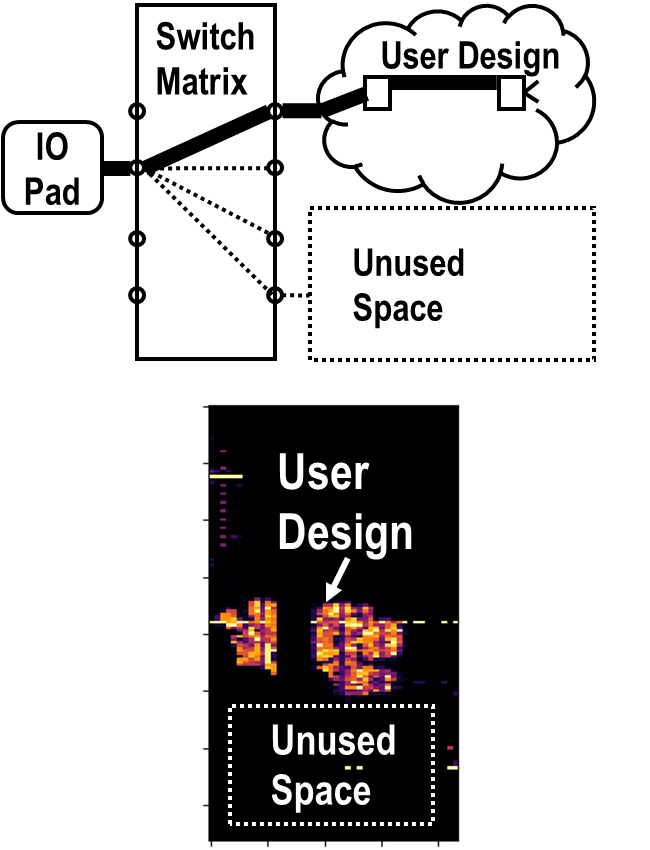 Switch
Matrix
User Design
IO
Pad
Unused
Space
User
Design
Unused
Space